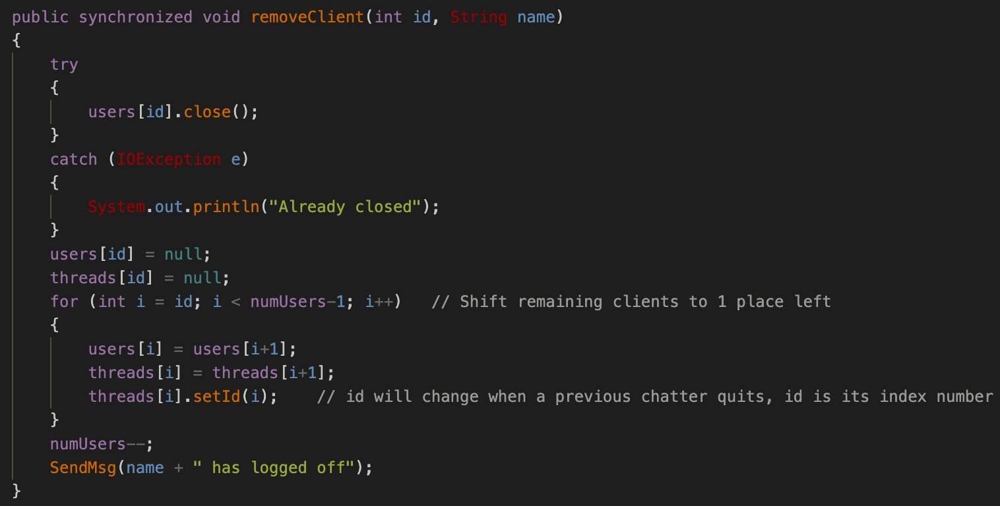 public synchronized void removeClient(int id, String name)
{
    try
    {
        users[id].close();
    }
    catch (IOException e)
    {
        System.out.println("Already closed");
    }
    users[id] = null;
    threads[id] = null;
    for (int i = id; i < numUsers-1; i++)   // Shift remaining clients to 1 place left
    {
        users[i] = users[i+1];
        threads[i] = threads[i+1];
        threads[i].setId(i);    // id will change when a previous chatter quits, id is its index number
    }
    numUsers--;
    SendMsg(name + " has logged off");
}